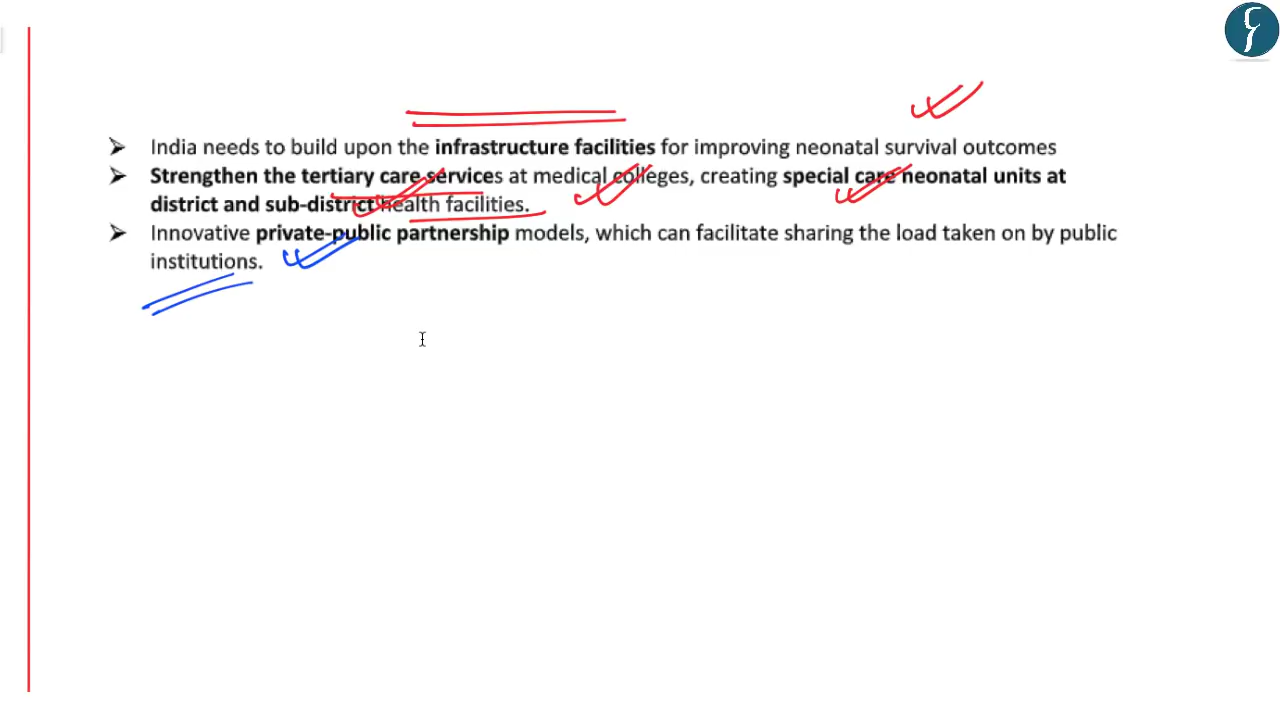 ➤ India needs to build upon the infrastructure facilities for improving neonatal survival outcomes
➤ Strengthen the tertiary care services at medical colleges, creating special care neonatal units at
district and sub-district health facilities.
➤ Innovative private-public partnership models, which can facilitate sharing the load taken on by public
institutions.